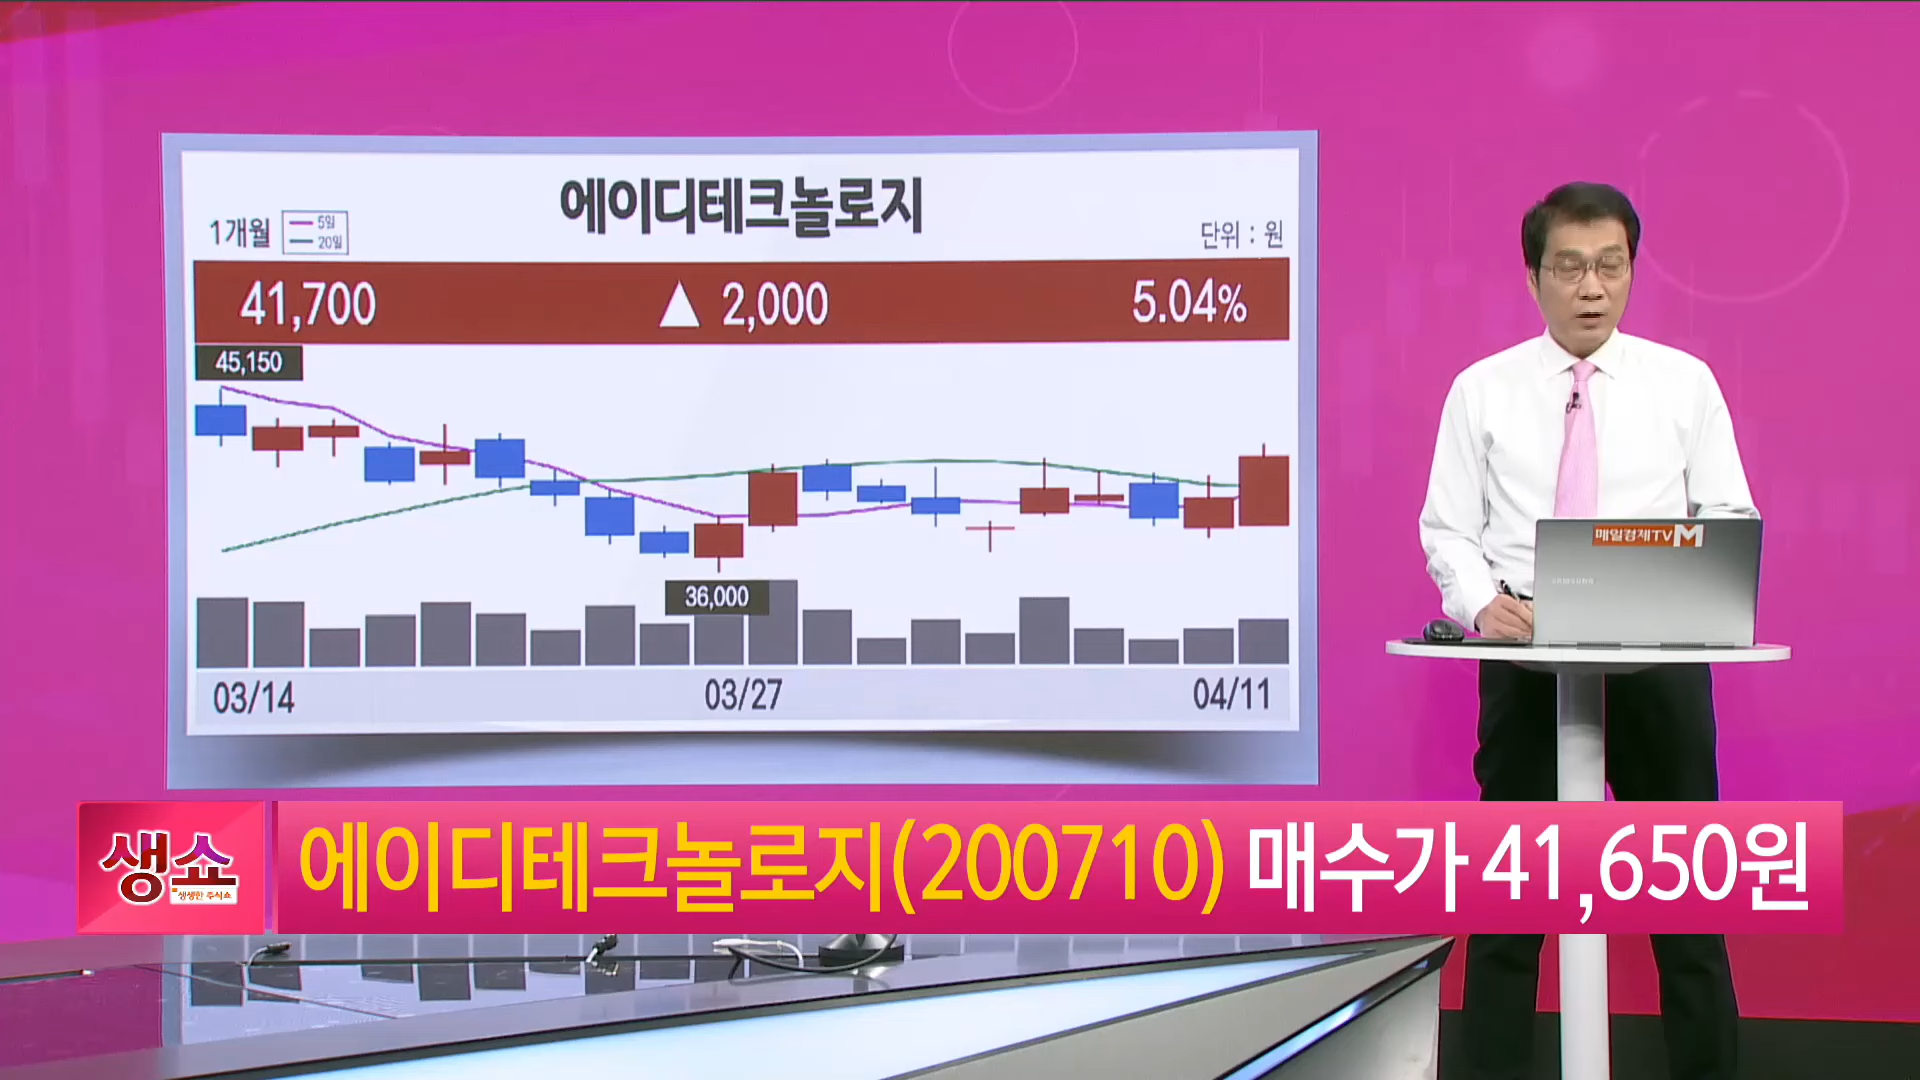 에이디테크놀로지
1개월
5일
20일
단위 : 원
41,700 ▲ 2,000 5.04%
45,150
36,000
03/14 03/27 04/11
매일경제TV M
SAMSUNG
생쇼
생생한 주식쇼
에이디테크놀로지(200710) 매수가 41,650원